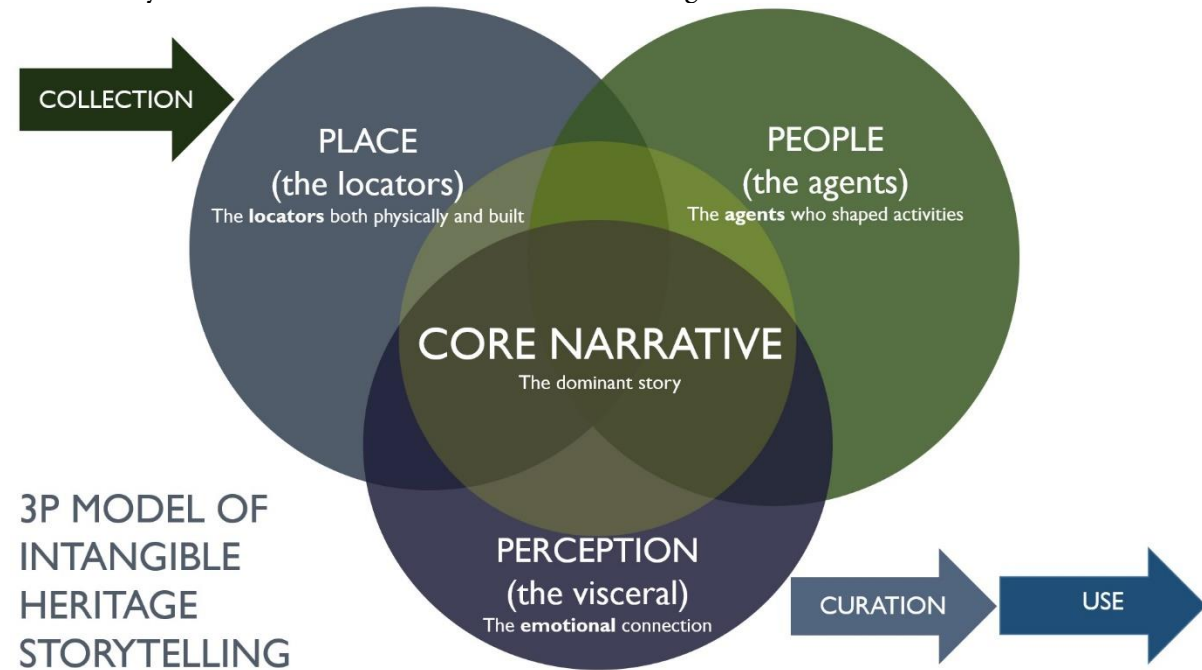 COLLECTION
PLACE
(the locators)
The locators both physically and built
PEOPLE
(the agents)
The agents who shaped activities
CORE NARRATIVE
The dominant story
3P MODEL OF
INTANGIBLE
HERITAGE
STORYTELLING
PERCEPTION
(the visceral)
The emotional connection
CURATION
USE